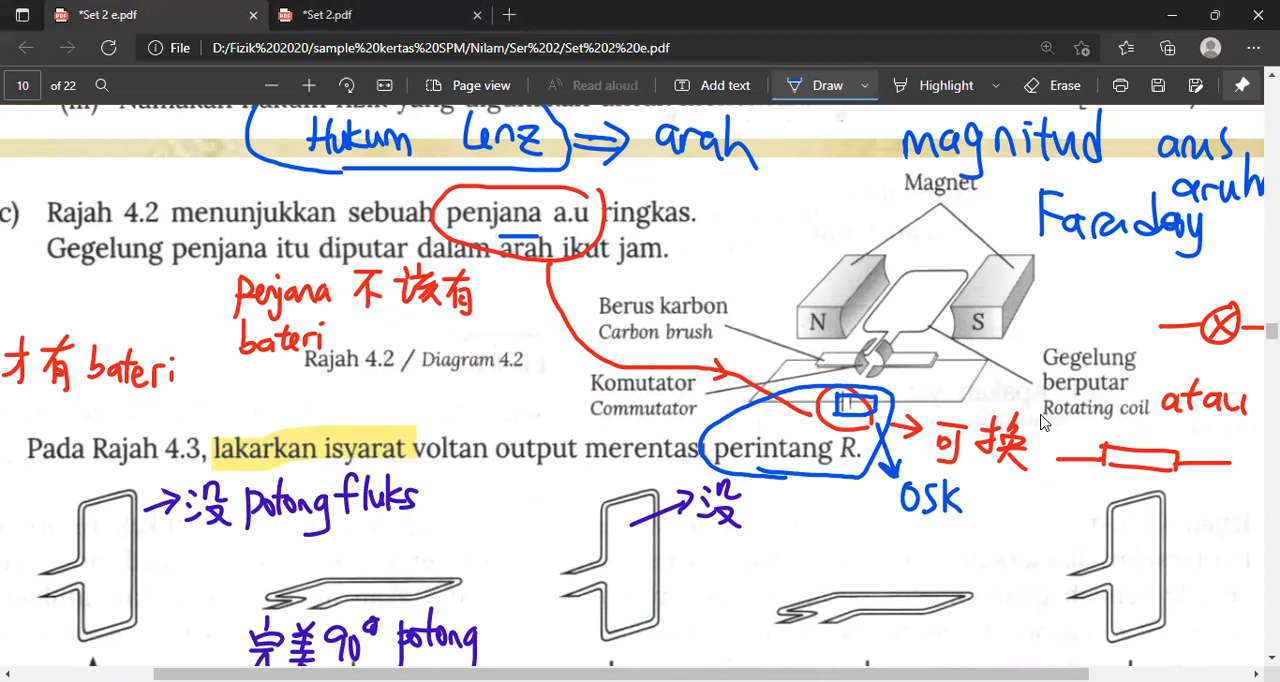 *Set 2 e.pdf
*Set 2.pdf
File
D:/Fizik%202020/sample%20kertas%20SPM/Nilam/Ser%202/Set%202%20e.pdf
10 of 22
Page view
Read aloud
Add text
Draw
Highlight
Erase
Hukum Lenz ⇒ arah
magnitud arus aruh
Faraday
c) Rajah 4.2 menunjukkan sebuah penjana a.u ringkas.
Gegelung penjana itu diputar dalam arah ikut jam.
Penjana 不该有
bateri
才有 bateri
Rajah 4.2 / Diagram 4.2
Magnet
N
S
Berus karbon
Carbon brush
Komutator
Commutator
Gegelung
berputar
Rotating coil
atau
→ 可换
OSK
Pada Rajah 4.3, lakarkan isyarat voltan output merentasi perintang R.
→ 没 potong fluks
→ 没
完美 90° potong